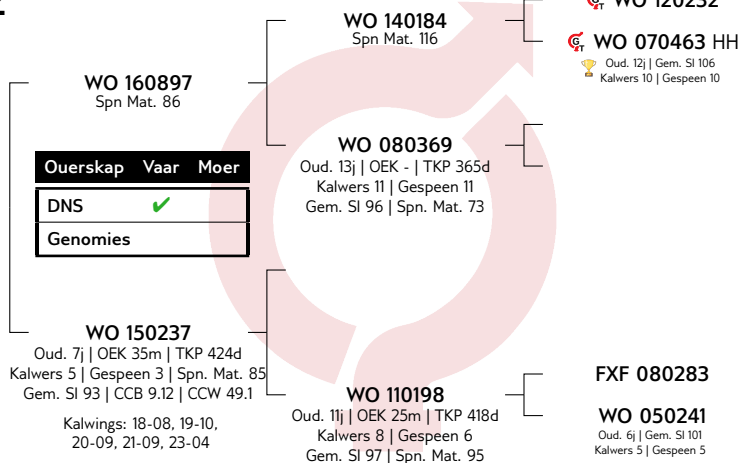 WO 120232
WO 140184
Spn Mat. 116
WO 070463 HH
Oud. 12j | Gem. SI 106
Kalwers 10 | Gespeen 10
WO 160897
Spn Mat. 86
WO 080369
Oud. 13j | OEK - | TKP 365d
Kalwers 11 | Gespeen 11
Gem. SI 96 | Spn. Mat. 73
Ouerskap Vaar Moer
DNS ✔
Genomies
WO 150237
Oud. 7j | OEK 35m | TKP 424d
Kalwers 5 | Gespeen 3 | Spn. Mat. 85
Gem. SI 93 | CCB 9.12 | CCW 49.1
Kalwings: 18-08, 19-10,
20-09, 21-09, 23-04
WO 110198
Oud. 11j | OEK 25m | TKP 418d
Kalwers 8 | Gespeen 6
Gem. SI 97 | Spn. Mat. 95
FXF 080283
WO 050241
Oud. 6j | Gem. SI 101
Kalwers 5 | Gespeen 5